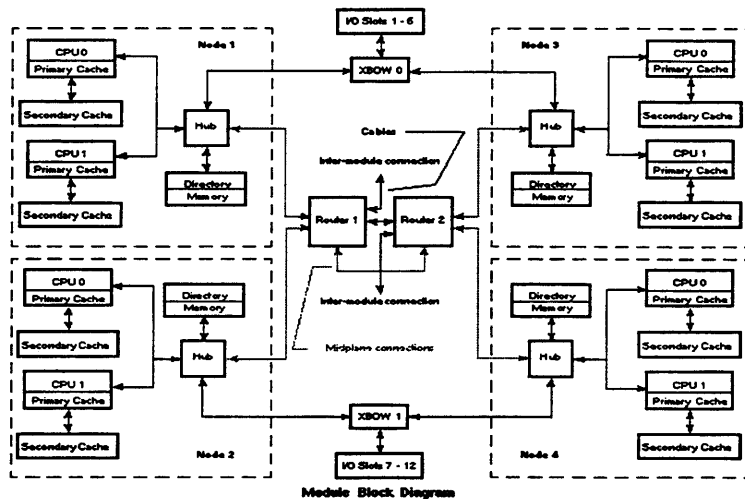 I/O Slots 1 - 6
XBOW 0
Node 1
CPU 0
Primary Cache
Secondary Cache
CPU 1
Primary Cache
Secondary Cache
Hub
Directory
Memory
Node 3
CPU 0
Primary Cache
Secondary Cache
CPU 1
Primary Cache
Secondary Cache
Hub
Directory
Memory
Cables
Inter-module connection
Router 1
Router 2
Inter-module connection
Midplane connections
CPU 0
Primary Cache
Secondary Cache
CPU 1
Primary Cache
Secondary Cache
Directory
Memory
Hub
Node 2
Directory
Memory
Hub
CPU 0
Primary Cache
Secondary Cache
CPU 1
Primary Cache
Secondary Cache
Node 4
XBOW 1
I/O Slots 7 - 12
Module Block Diagram